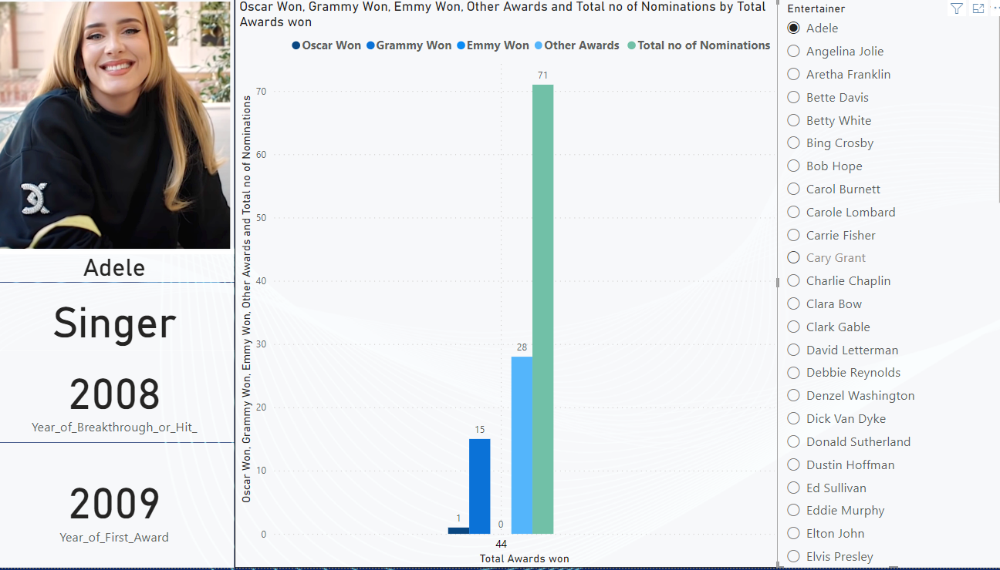 Adele
Singer
2008
Year_of_Breakthrough_or_Hit_
2009
Year_of_First_Award
Oscar Won, Grammy Won, Emmy Won, Other Awards and Total no of Nominations by Total
Awards won
Oscar Won Grammy Won Emmy Won Other Awards Total no of Nominations
Oscar Won, Grammy Won, Emmy Won, Other Awards and Total no of Nominations
70
60
50
40
30
20
10
0
1
15
0
28
71
44
Total Awards won
Entertainer
Adele
Angelina Jolie
Aretha Franklin
Bette Davis
Betty White
Bing Crosby
Bob Hope
Carol Burnett
Carole Lombard
Carrie Fisher
Cary Grant
Charlie Chaplin
Clara Bow
Clark Gable
David Letterman
Debbie Reynolds
Denzel Washington
Dick Van Dyke
Donald Sutherland
Dustin Hoffman
Ed Sullivan
Eddie Murphy
Elton John
Elvis Presley